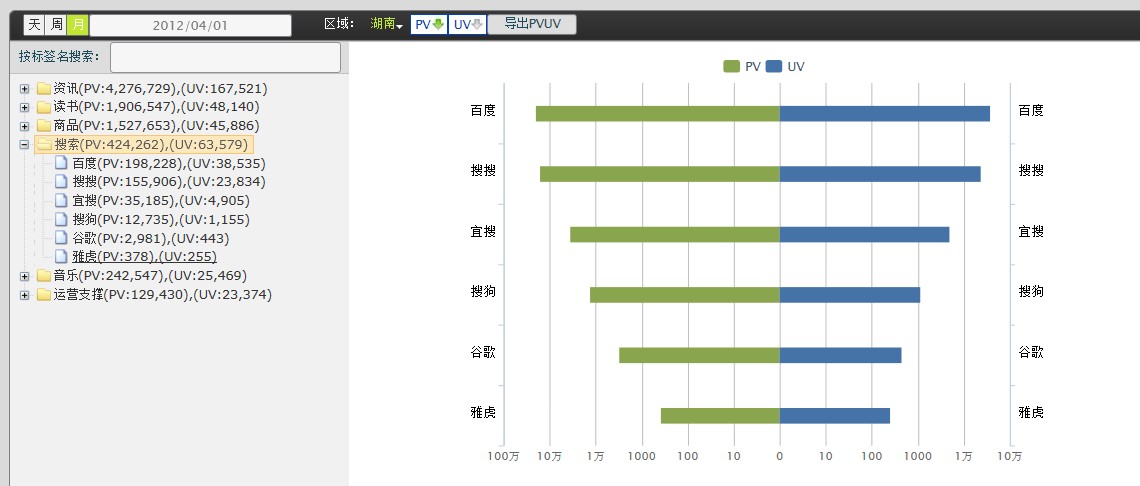 天 周 月 2012/04/01 区域: 湖南 PV UV 导出PVUV
按标签名搜索:
资讯(PV:4,276,729),(UV:167,521)
读书(PV:1,906,547),(UV:48,140)
商品(PV:1,527,653),(UV:45,886)
搜索(PV:424,262),(UV:63,579)
百度(PV:198,228),(UV:38,535)
搜搜(PV:155,906),(UV:23,834)
宜搜(PV:35,185),(UV:4,905)
搜狗(PV:12,735),(UV:1,155)
谷歌(PV:2,981),(UV:443)
雅虎(PV:378),(UV:255)
音乐(PV:242,547),(UV:25,469)
运营支撑(PV:129,430),(UV:23,374)
PV UV
百度 百度
搜搜 搜搜
宜搜 宜搜
搜狗 搜狗
谷歌 谷歌
雅虎 雅虎
100万 10万 1万 1000 100 10 0 10 100 1000 1万 10万